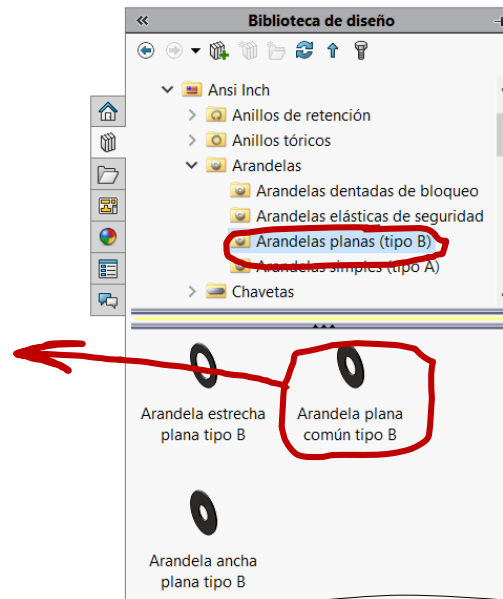 Biblioteca de diseño
Ansi Inch
Anillos de retención
Anillos tóricos
Arandelas
Arandelas dentadas de bloqueo
Arandelas elásticas de seguridad
Arandelas planas (tipo B)
Arandelas simples (tipo A)
Chavetas
Arandela estrecha
plana tipo B
Arandela plana
común tipo B
Arandela ancha
plana tipo B